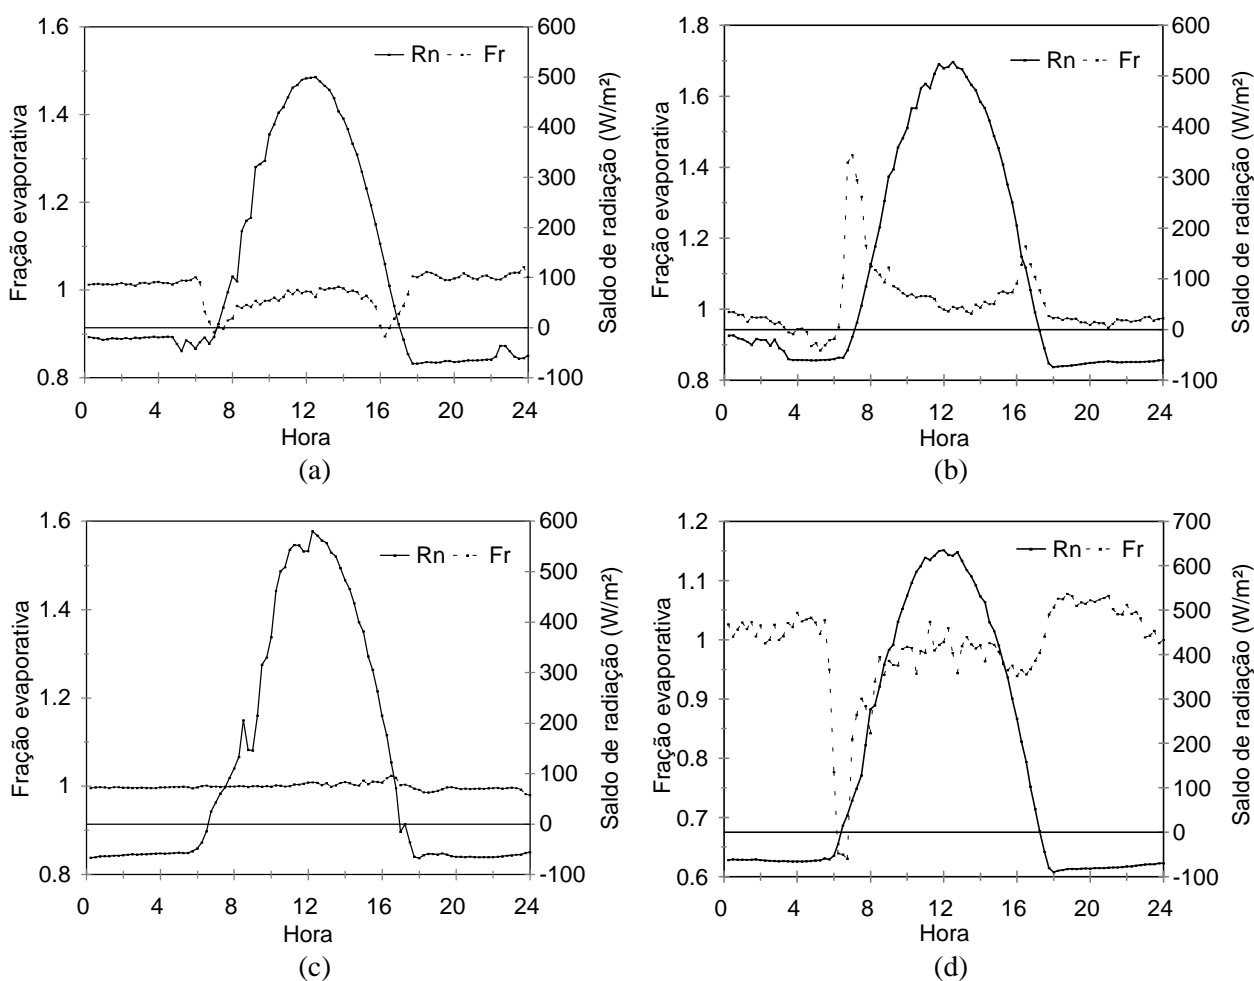 1.6
1.4
1.2
1
0.8
Fração evaporativa
Rn Fr
600
500
400
300
200
100
0
-100
Saldo de radiação (W/m²)
0 4 8 12 16 20 24
Hora
(a)
1.8
1.6
1.4
1.2
1
0.8
Fração evaporativa
Rn Fr
600
500
400
300
200
100
0
-100
Saldo de radiação (W/m²)
0 4 8 12 16 20 24
Hora
(b)
1.6
1.4
1.2
1
0.8
Fração evaporativa
Rn Fr
600
500
400
300
200
100
0
-100
Saldo de radiação (W/m²)
0 4 8 12 16 20 24
Hora
(c)
1.2
1.1
1
0.9
0.8
0.7
0.6
Fração evaporativa
Rn Fr
700
600
500
400
300
200
100
0
-100
Saldo de radiação (W/m²)
0 4 8 12 16 20 24
Hora
(d)